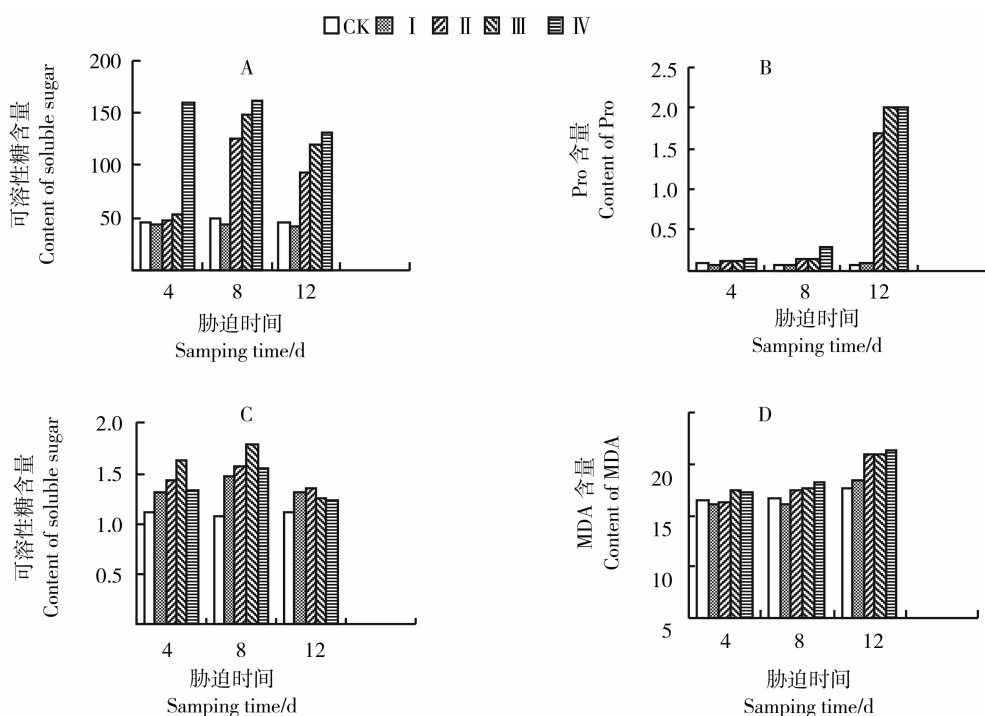 CK Ⅰ Ⅱ Ⅲ Ⅳ
A
200
150
100
50
0
可溶性糖含量
Content of soluble sugar
4 8 12
胁迫时间
Samping time/d
B
2.5
2.0
1.5
1.0
0.5
Pro 含量
Content of Pro
4 8 12
胁迫时间
Samping time/d
C
2.0
1.5
1.0
0.5
可溶性糖含量
Content of soluble sugar
4 8 12
胁迫时间
Samping time/d
D
20
15
10
5
MDA 含量
Content of MDA
4 8 12
胁迫时间
Samping time/d